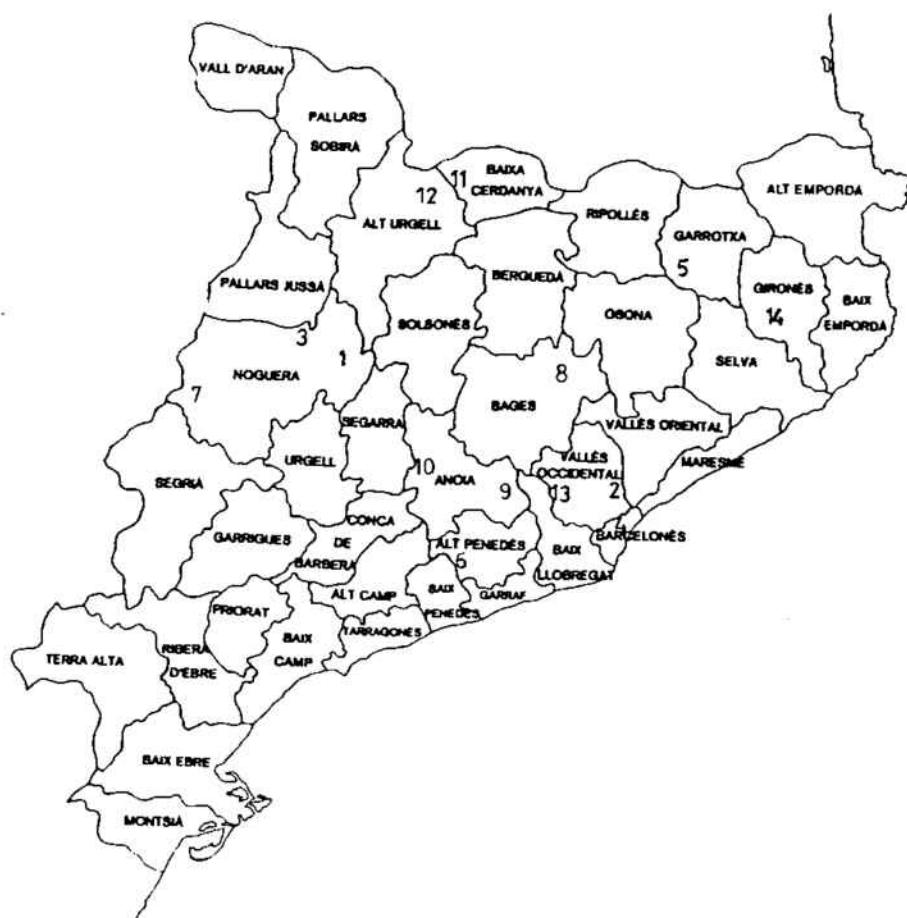 VALL D'ARAN
PALLARS
SOBIRÀ
11
BAIXA
CERDANYA
12
ALT URGELL
RIPOLLÈS
ALT EMPORDÀ
GARROTXA
5
BERGUEDÀ
PALLARS JUSSÀ
GIRONÈS
14
BAIX
EMPORDÀ
SOLSONÈS
OSONA
3
1
NOGUERA
7
SELVA
8
BAGES
SEGARRA
VALLÈS ORIENTAL
URGELL
VALLÈS
OCCIDENTAL
MARESME
SEGRIÀ
10
ANOIA
9
13
2
CONCA
DE
BARBERÀ
GARRIGUES
ALT PENEDÈS
6
BARCELONÈS
BAIX
LLOBREGAT
ALT CAMP
BAIX
PENEDÈS
GARRAF
PRIORAT
TARRAGONÈS
BAIX
CAMP
RIBERA
D'EBRE
TERRA ALTA
BAIX EBRE
MONTSIÀ